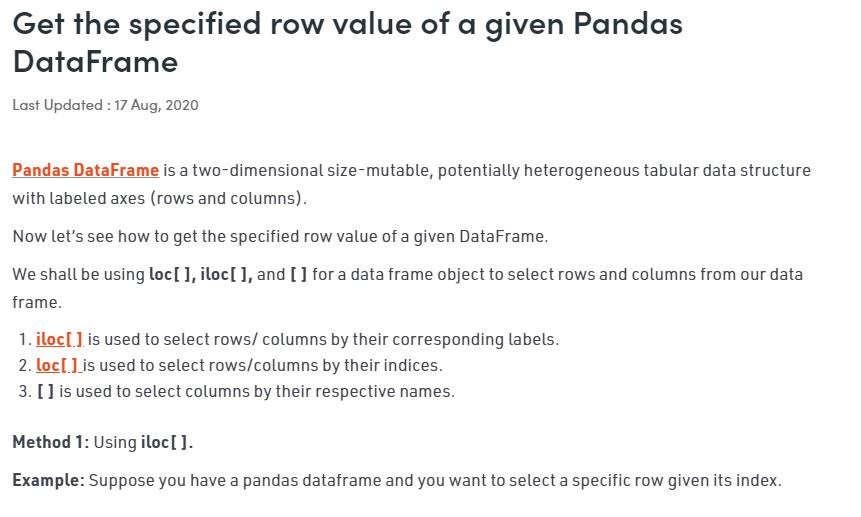 Get the specified row value of a given Pandas
DataFrame
Last Updated : 17 Aug, 2020
Pandas DataFrame is a two-dimensional size-mutable, potentially heterogeneous tabular data structure
with labeled axes (rows and columns).
Now let's see how to get the specified row value of a given DataFrame.
We shall be using loc[ ], iloc[ ], and [ ] for a data frame object to select rows and columns from our data
frame.
1. iloc[ ] is used to select rows/ columns by their corresponding labels.
2. loc[ ] is used to select rows/columns by their indices.
3. [ ] is used to select columns by their respective names.
Method 1: Using iloc[ ].
Example: Suppose you have a pandas dataframe and you want to select a specific row given its index.